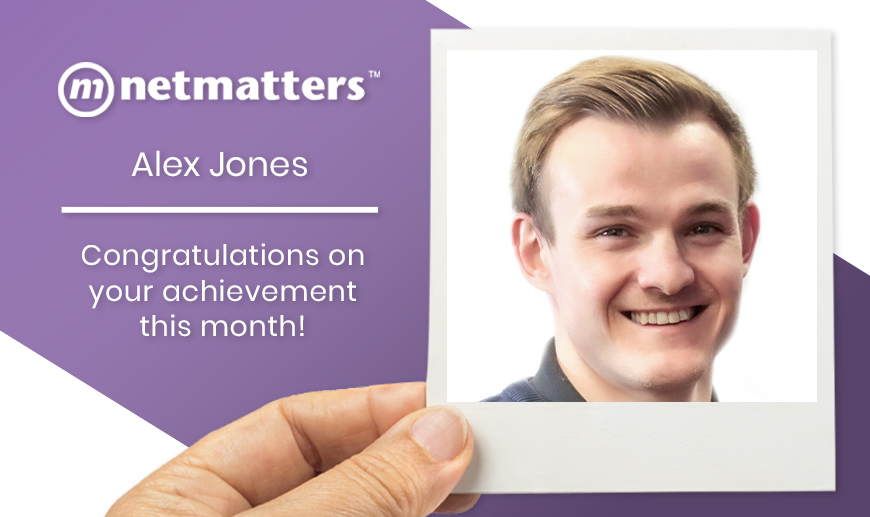 m netmatters™
Alex Jones
Congratulations on
your achievement
this month!